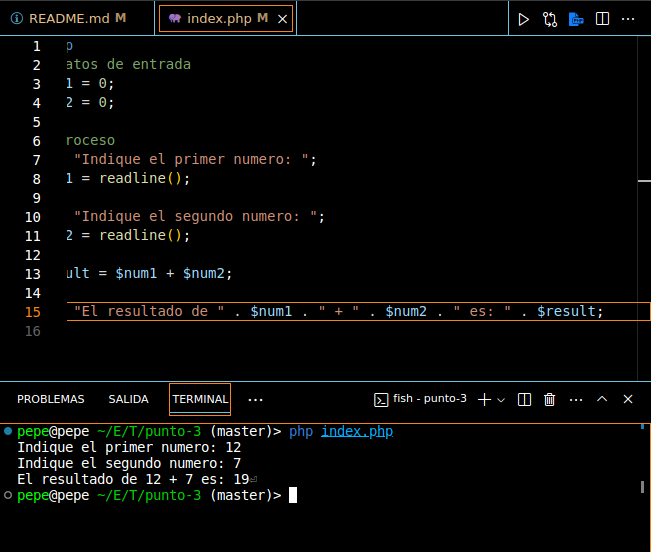 README.md M
index.php M
1 p
2 atos de entrada
3 1 = 0;
4 2 = 0;
5
6 roceso
7 "Indique el primer numero: ";
8 1 = readline();
9
10 "Indique el segundo numero: ";
11 2 = readline();
12
13 ult = $num1 + $num2;
14
15 "El resultado de " . $num1 . " + " . $num2 . " es: " . $result;
16
PROBLEMAS SALIDA TERMINAL ··· fish - punto-3
pepe@pepe ~/E/T/punto-3 (master)> php index.php
Indique el primer numero: 12
Indique el segundo numero: 7
El resultado de 12 + 7 es: 19⏎
pepe@pepe ~/E/T/punto-3 (master)>